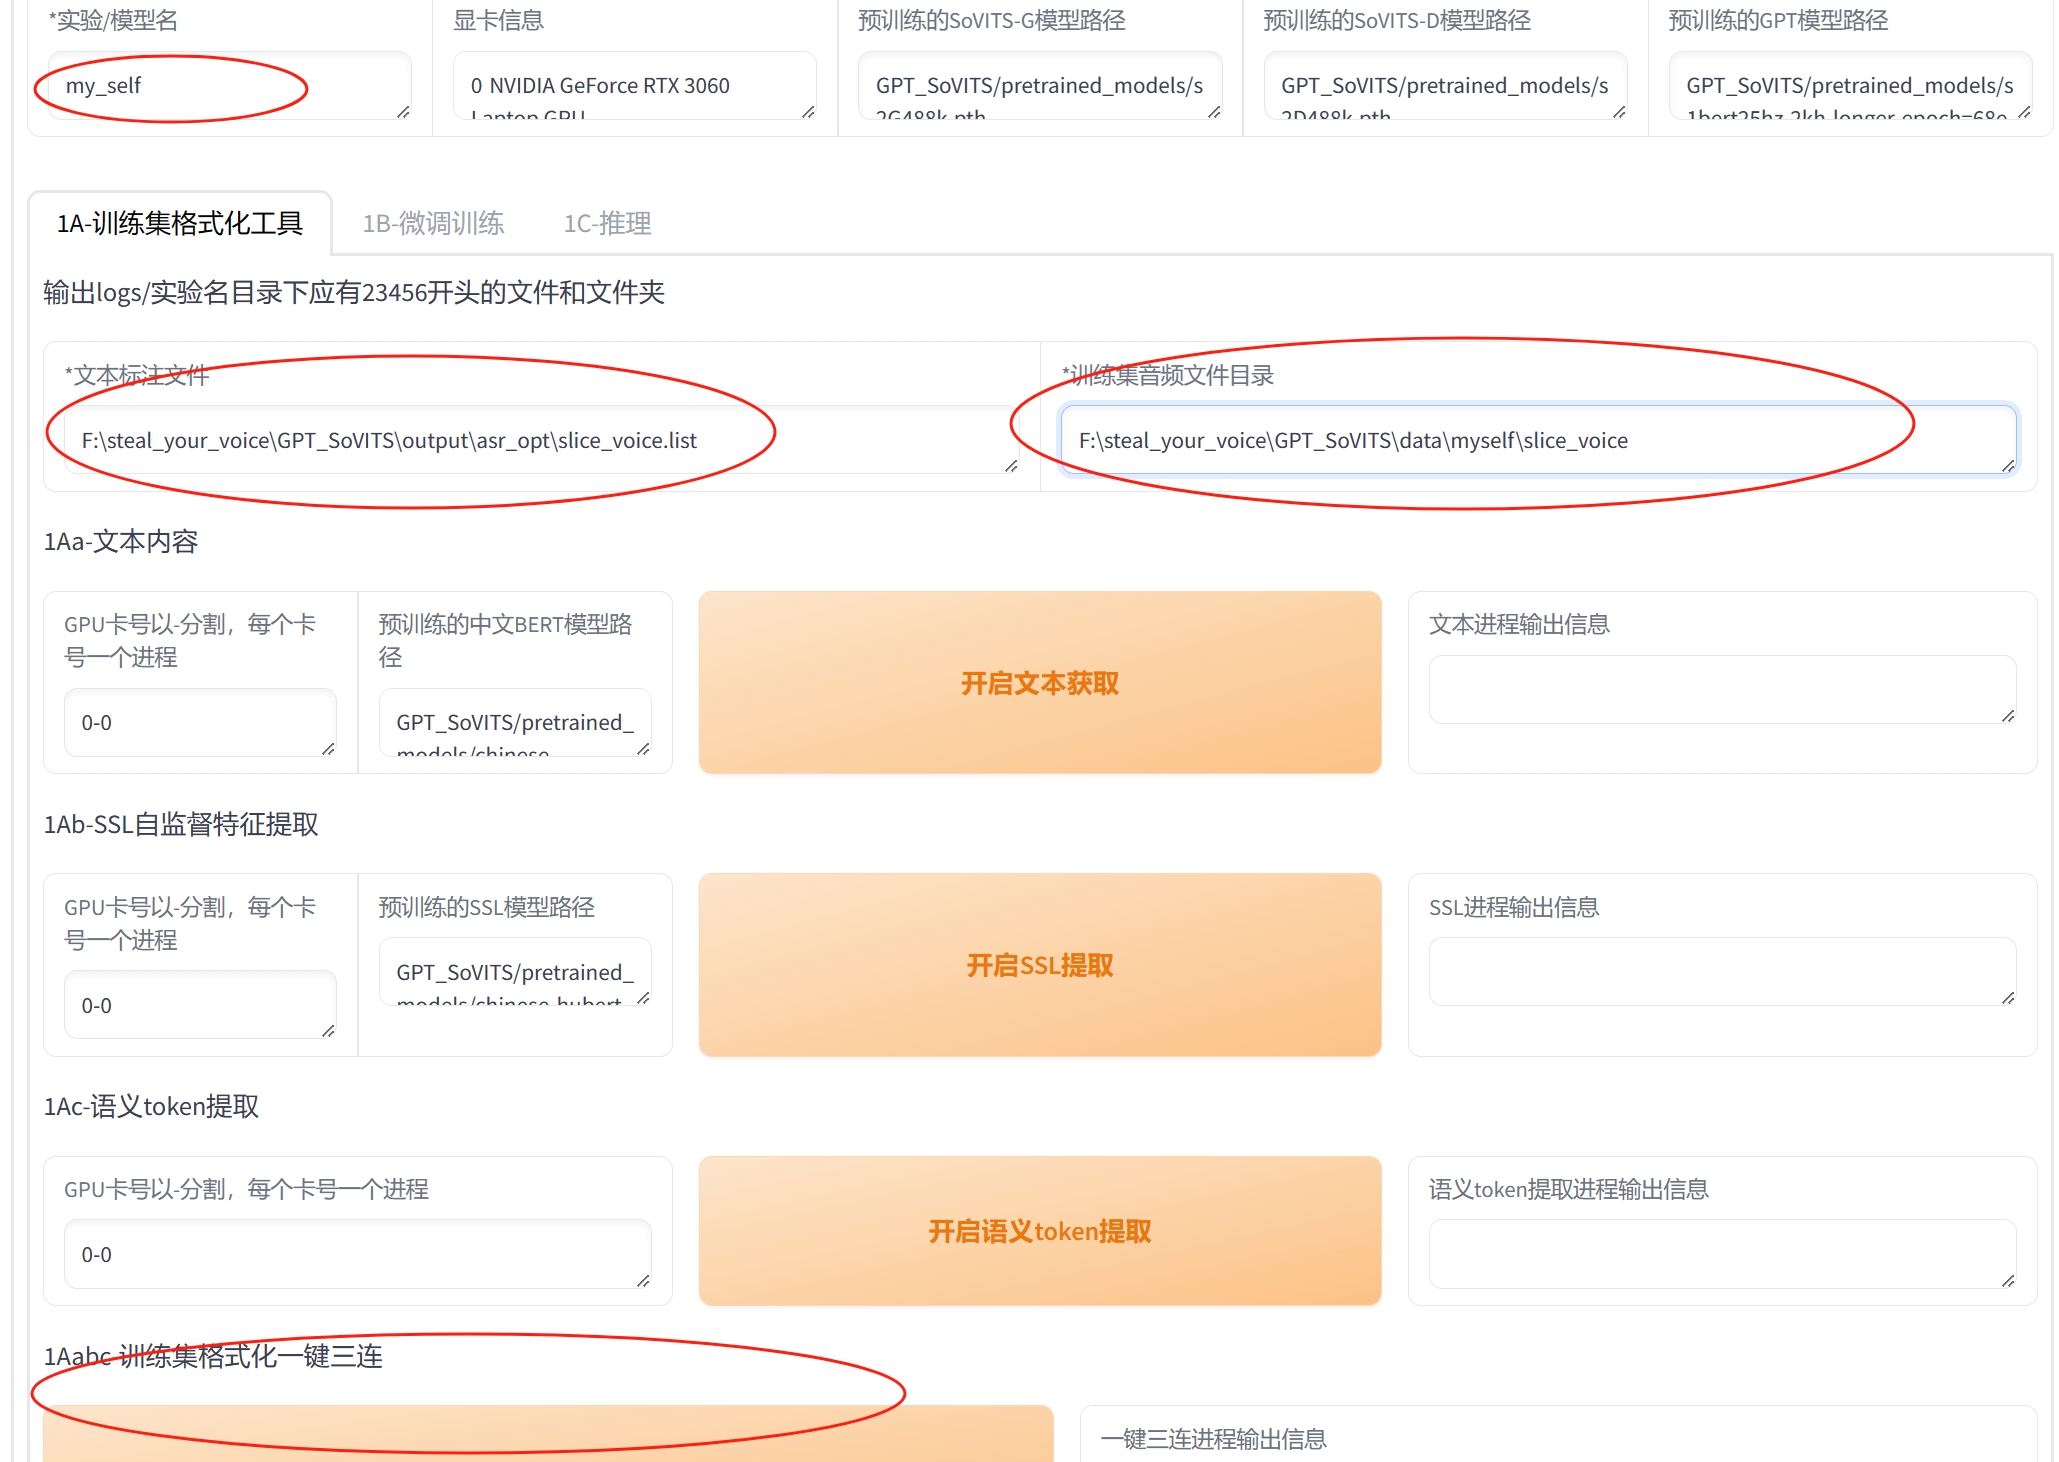 *实验/模型名
显卡信息
预训练的SoVITS-G模型路径
预训练的SoVITS-D模型路径
预训练的GPT模型路径
my_self
0 NVIDIA GeForce RTX 3060
Laptop GPU
GPT_SoVITS/pretrained_models/s
2G488k.pth
GPT_SoVITS/pretrained_models/s
2D488k.pth
GPT_SoVITS/pretrained_models/s
1bert25hz-2kh-longer-epoch=68e
1A-训练集格式化工具
1B-微调训练
1C-推理
输出logs/实验名目录下应有23456开头的文件和文件夹
*文本标注文件
F:\steal_your_voice\GPT_SoVITS\output\asr_opt\slice_voice.list
*训练集音频文件目录
F:\steal_your_voice\GPT_SoVITS\data\myself\slice_voice
1Aa-文本内容
GPU卡号以-分割，每个卡
号一个进程
0-0
预训练的中文BERT模型路
径
GPT_SoVITS/pretrained_
models/chinese
开启文本获取
文本进程输出信息
1Ab-SSL自监督特征提取
GPU卡号以-分割，每个卡
号一个进程
0-0
预训练的SSL模型路径
GPT_SoVITS/pretrained_
models/chinese-hubert
开启SSL提取
SSL进程输出信息
1Ac-语义token提取
GPU卡号以-分割，每个卡号一个进程
0-0
开启语义token提取
语义token提取进程输出信息
1Aabc-训练集格式化一键三连
一键三连进程输出信息